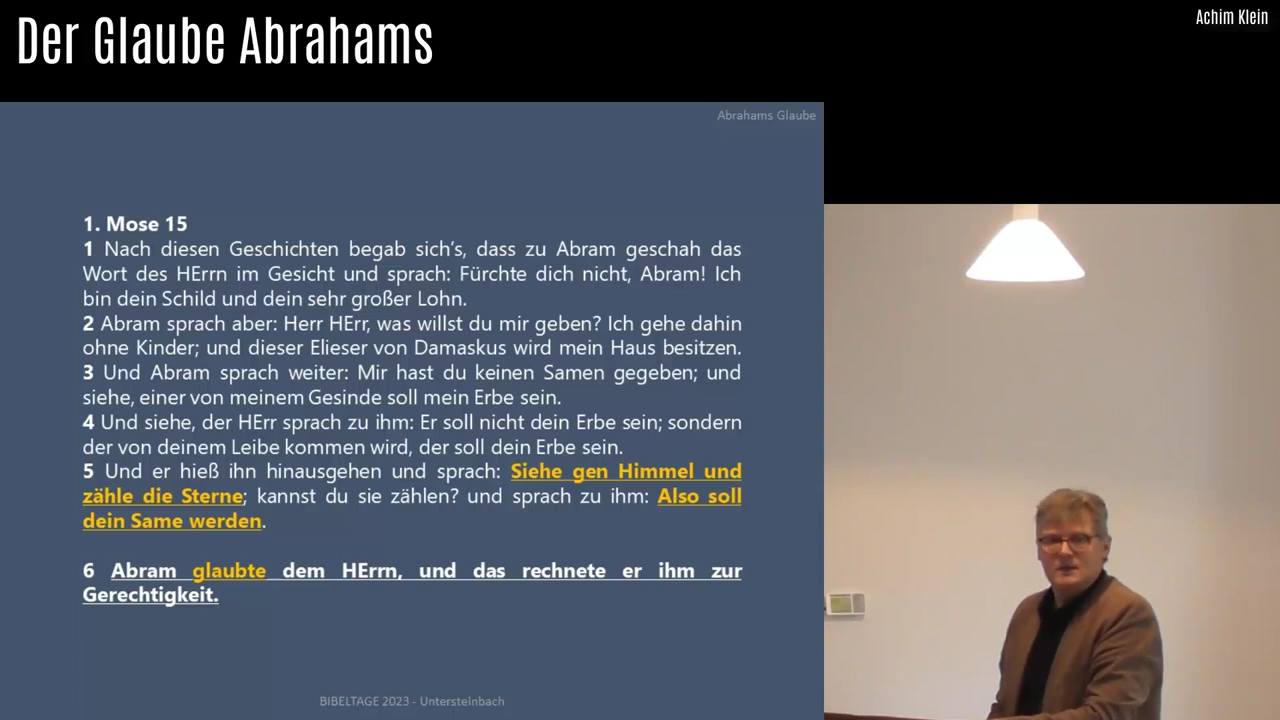 Der Glaube Abrahams
Achim Klein
Abrahams Glaube
1. Mose 15
1 Nach diesen Geschichten begab sich's, dass zu Abram geschah das
Wort des HErrn im Gesicht und sprach: Fürchte dich nicht, Abram! Ich
bin dein Schild und dein sehr großer Lohn.
2 Abram sprach aber: Herr HErr, was willst du mir geben? Ich gehe dahin
ohne Kinder; und dieser Elieser von Damaskus wird mein Haus besitzen.
3 Und Abram sprach weiter: Mir hast du keinen Samen gegeben; und
siehe, einer von meinem Gesinde soll mein Erbe sein.
4 Und siehe, der HErr sprach zu ihm: Er soll nicht dein Erbe sein; sondern
der von deinem Leibe kommen wird, der soll dein Erbe sein.
5 Und er hieß ihn hinausgehen und sprach: Siehe gen Himmel und
zähle die Sterne; kannst du sie zählen? und sprach zu ihm: Also soll
dein Same werden.
6 Abram glaubte dem HErrn, und das rechnete er ihm zur
Gerechtigkeit.
BIBELTAGE 2023 - Untersteinbach